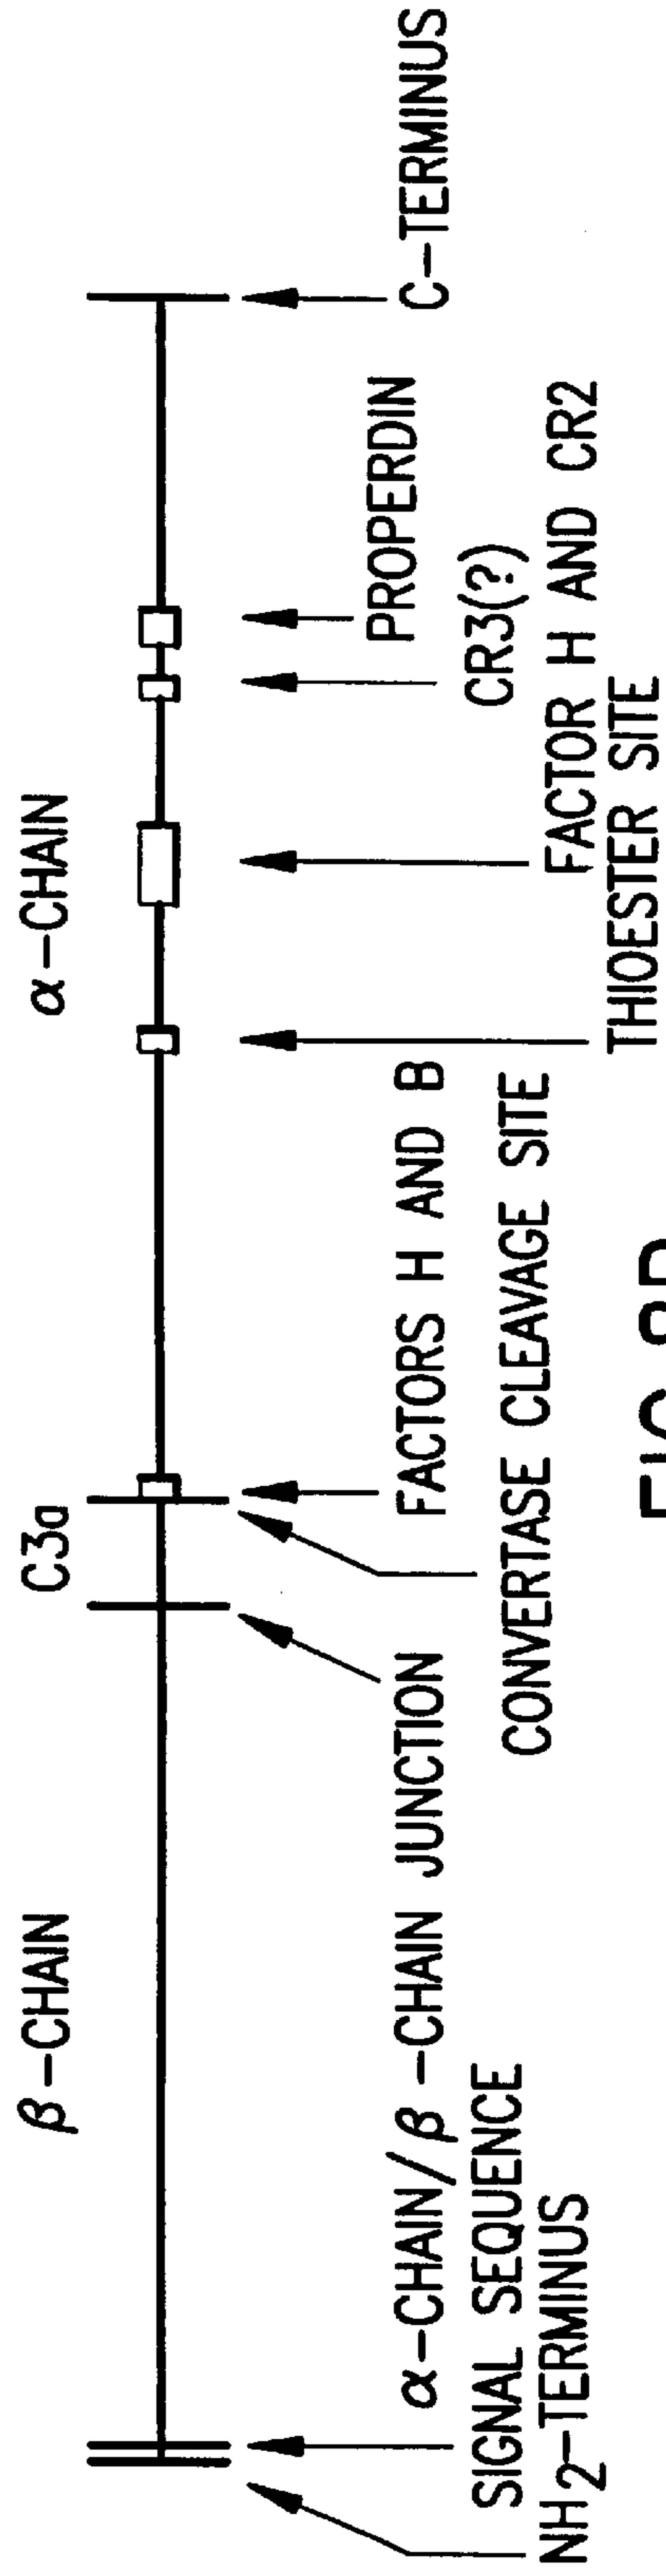 β-CHAIN
C3a
α-CHAIN
NH2-TERMINUS
SIGNAL SEQUENCE
α-CHAIN/β-CHAIN JUNCTION
CONVERTASE CLEAVAGE SITE
FACTORS H AND B
THIOESTER SITE
FACTOR H AND CR2
CR3(?)
PROPERDIN
C-TERMINUS